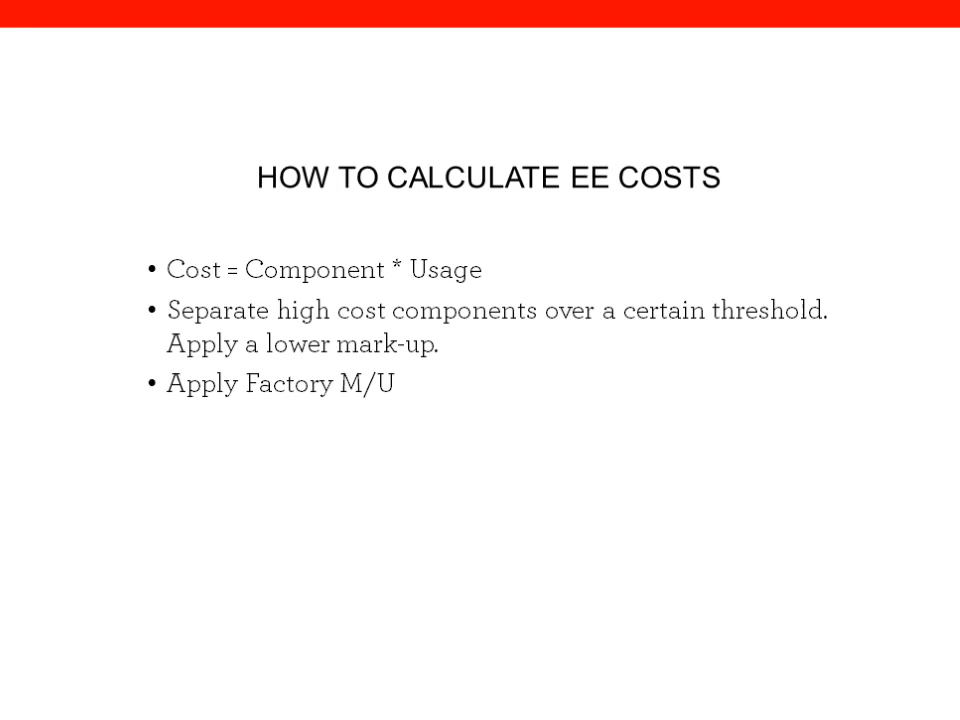 HOW TO CALCULATE EE COSTS
• Cost = Component * Usage
• Separate high cost components over a certain threshold.
Apply a lower mark-up.
• Apply Factory M/U